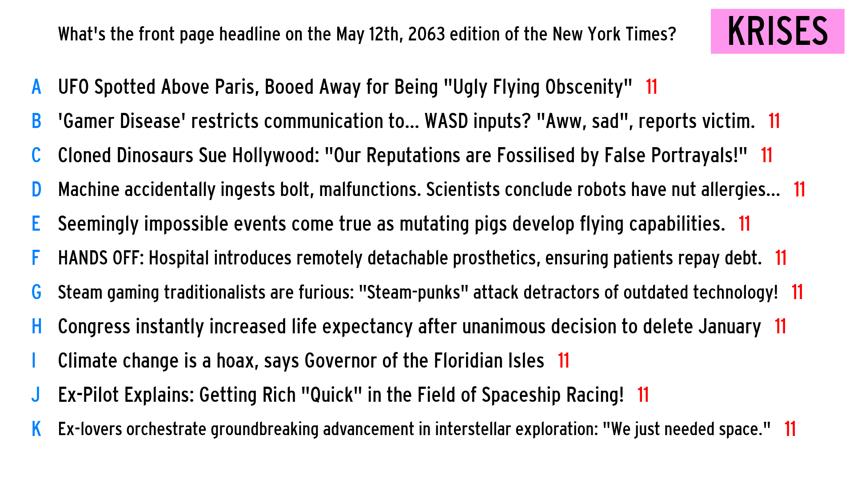 What's the front page headline on the May 12th, 2063 edition of the New York Times?
KRISES
A UFO Spotted Above Paris, Booed Away for Being "Ugly Flying Obscenity" 11
B 'Gamer Disease' restricts communication to... WASD inputs? "Aww, sad", reports victim. 11
C Cloned Dinosaurs Sue Hollywood: "Our Reputations are Fossilised by False Portrayals!" 11
D Machine accidentally ingests bolt, malfunctions. Scientists conclude robots have nut allergies... 11
E Seemingly impossible events come true as mutating pigs develop flying capabilities. 11
F HANDS OFF: Hospital introduces remotely detachable prosthetics, ensuring patients repay debt. 11
G Steam gaming traditionalists are furious: "Steam-punks" attack detractors of outdated technology! 11
H Congress instantly increased life expectancy after unanimous decision to delete January 11
I Climate change is a hoax, says Governor of the Floridian Isles 11
J Ex-Pilot Explains: Getting Rich "Quick" in the Field of Spaceship Racing! 11
K Ex-lovers orchestrate groundbreaking advancement in interstellar exploration: "We just needed space." 11